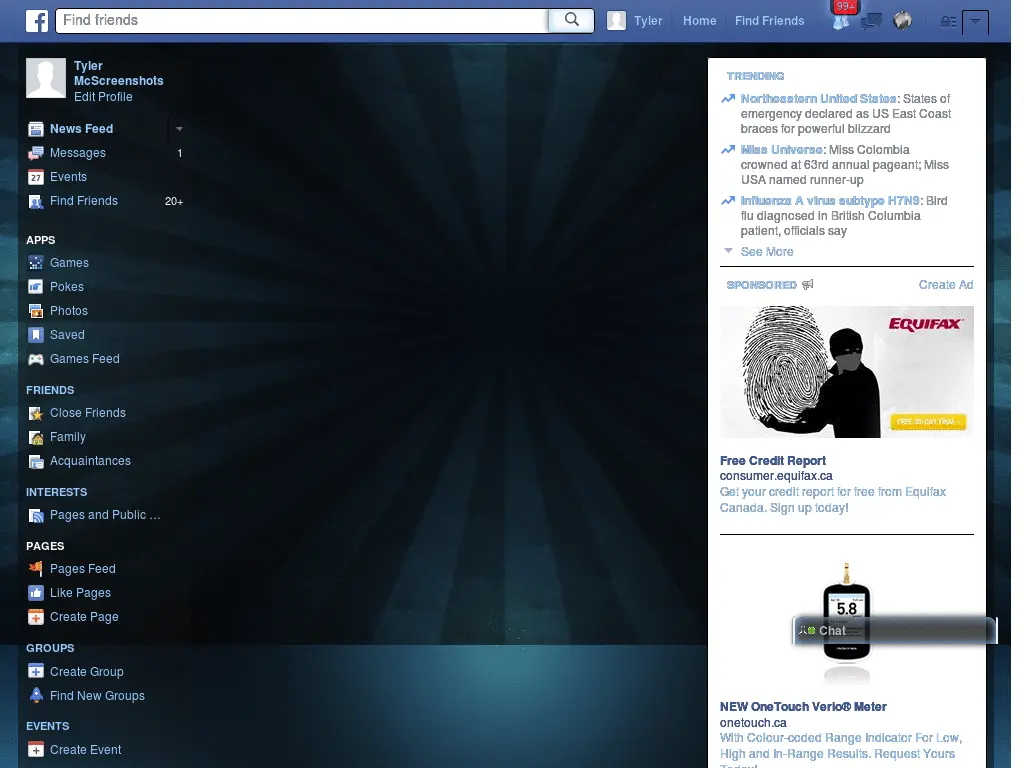 Find friends
Tyler
Home
Find Friends
99+
Tyler
McScreenshots
Edit Profile
News Feed
Messages 1
27 Events
Find Friends 20+
APPS
Games
Pokes
Photos
Saved
Games Feed
FRIENDS
Close Friends
Family
Acquaintances
INTERESTS
Pages and Public ...
PAGES
Pages Feed
Like Pages
Create Page
GROUPS
Create Group
Find New Groups
EVENTS
Create Event
TRENDING
Northeastern United States: States of
emergency declared as US East Coast
braces for powerful blizzard
Miss Universe: Miss Colombia
crowned at 63rd annual pageant; Miss
USA named runner-up
Influenza A virus subtype H7N9: Bird
flu diagnosed in British Columbia
patient, officials say
See More
SPONSORED Create Ad
EQUIFAX
FREE 30-DAY TRIAL
Free Credit Report
consumer.equifax.ca
Get your credit report for free from Equifax
Canada. Sign up today!
5.8
Chat
NEW OneTouch Verio® Meter
onetouch.ca
With Colour-coded Range Indicator For Low,
High and In-Range Results. Request Yours
Today!